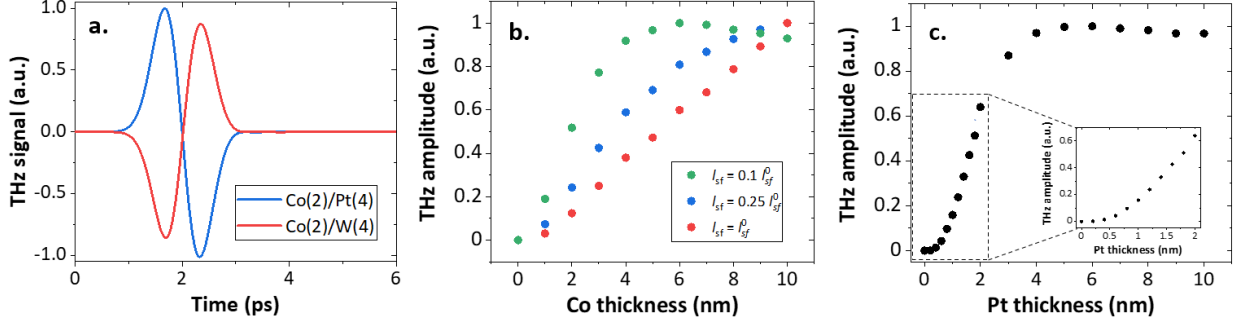 a.
THz signal I (a.u.)
1.0
0.5
0.0
-0.5
-1.0
Co(2)/Pt(4)
Co(2)/W(4)
0 2 4 6
Time (ps)
b.
THz amplitude (a.u.)
1
0.8
0.6
0.4
0.2
0
l_sf = 0.1 l_sf^0
l_sf = 0.25 l_sf^0
l_sf = l_sf^0
0 2 4 6 8 10
Co thickness (nm)
c.
THz amplitude (a.u.)
1
0.8
0.6
0.4
0.2
0
THz amplitude (a.u.)
0.6
0.4
0.2
0
0 0.5 1 1.5 2
Pt thickness (nm)
0 2 4 6 8 10
Pt thickness (nm)